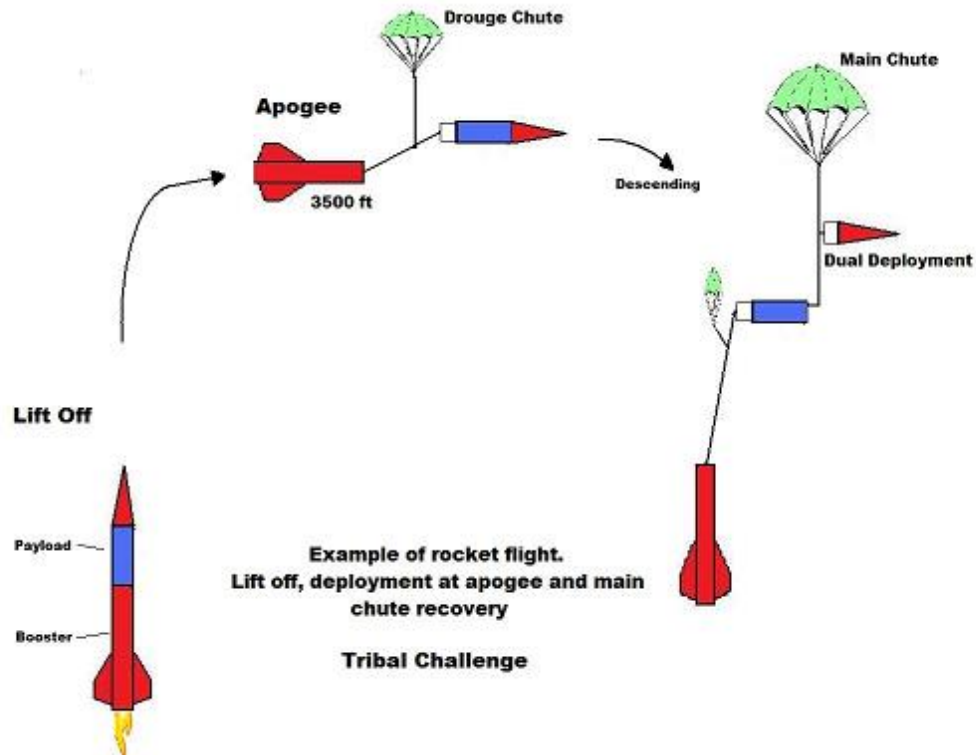 Drouge Chute
Main Chute
Apogee
3500 ft
Descending
Dual Deployment
Lift Off
Payload
Booster
Example of rocket flight.
Lift off, deployment at apogee and main
chute recovery
Tribal Challenge